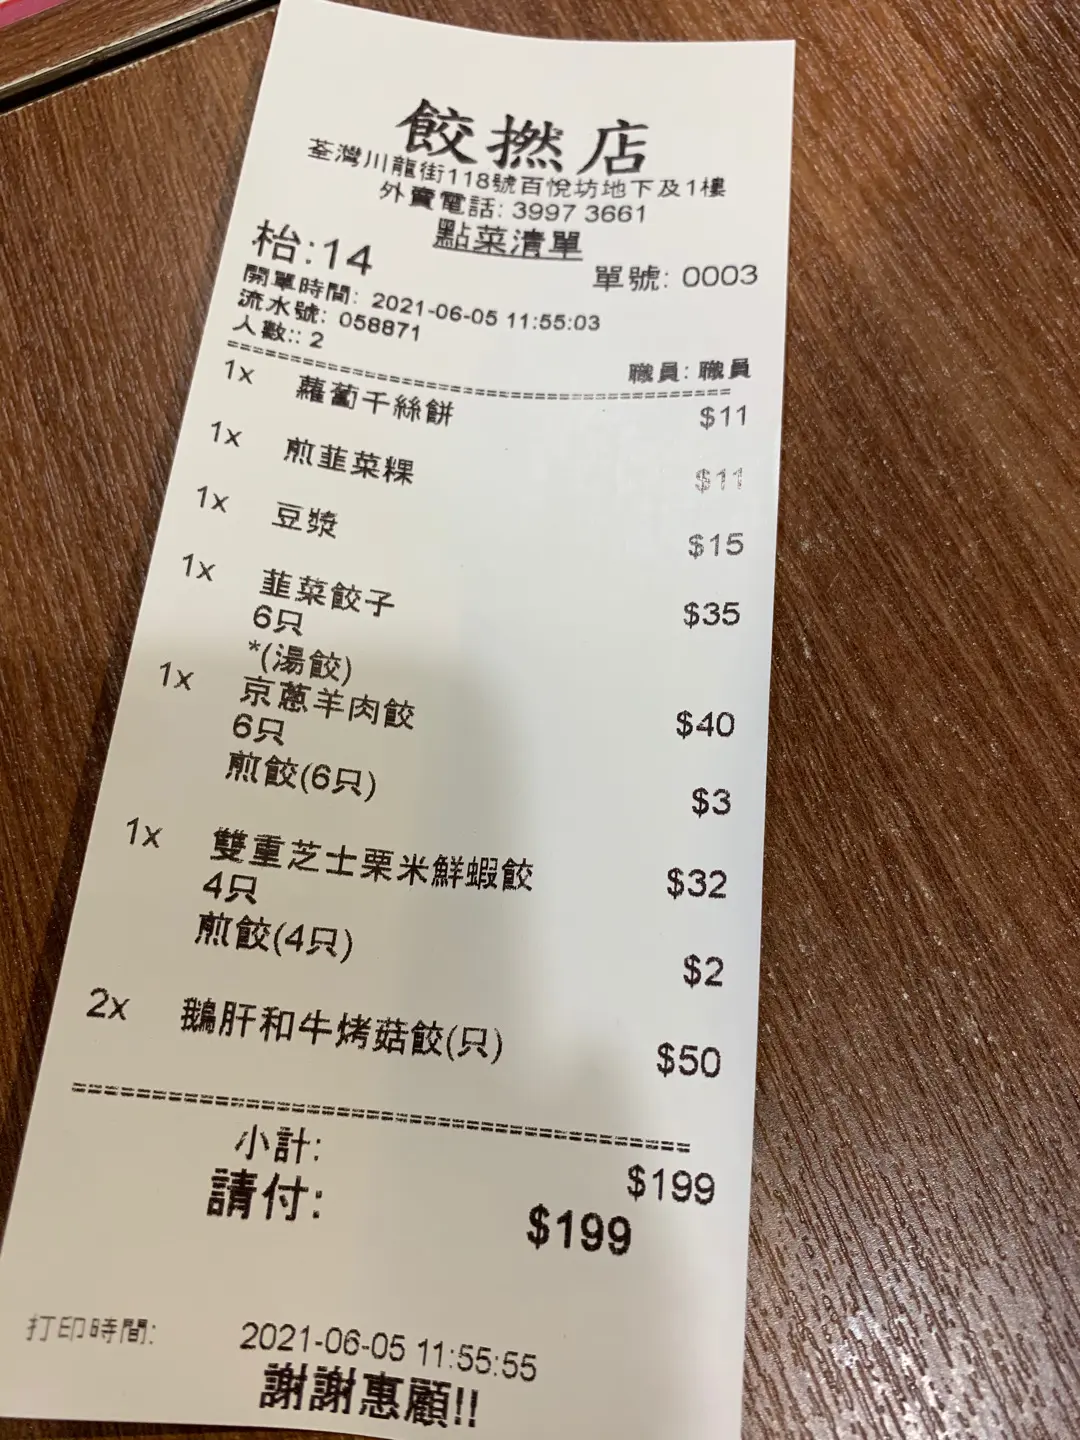 餃撚店
荃灣川龍街118號百悅坊地下及1樓
外賣電話: 3997 3661
點菜清單
枱:14
單號: 0003
開單時間: 2021-06-05 11:55:03
流水號: 058871
人數:: 2
職員: 職員
==================================================
1x 蘿蔔千絲餅 $11
1x 煎韮菜粿 $11
1x 豆漿 $15
1x 韮菜餃子 $35
6只
*(湯餃)
1x 京蔥羊肉餃 $40
6只
煎餃(6只) $3
1x 雙重芝士粟米鮮蝦餃 $32
4只
煎餃(4只) $2
2x 鵝肝和牛烤菇餃(只) $50
==================================================
小計: $199
請付: $199
打印時間: 2021-06-05 11:55:55
謝謝惠顧!!